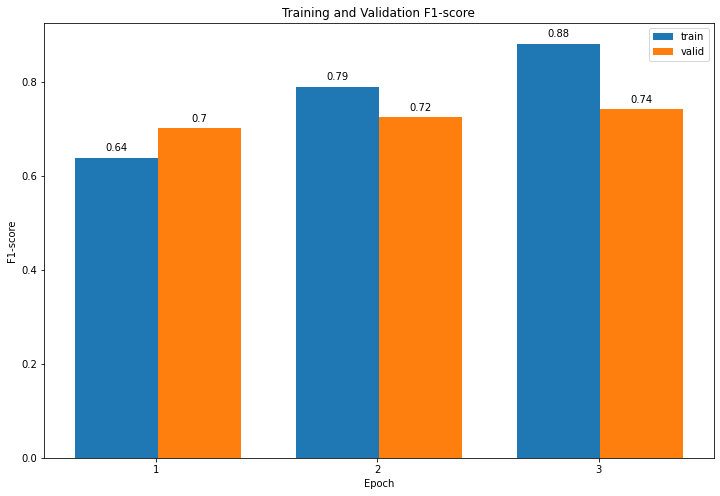 Training and Validation F1-score
train
valid
0.64
0.7
0.79
0.72
0.88
0.74
F1-score
0.8
0.6
0.4
0.2
0.0
1
2
3
Epoch